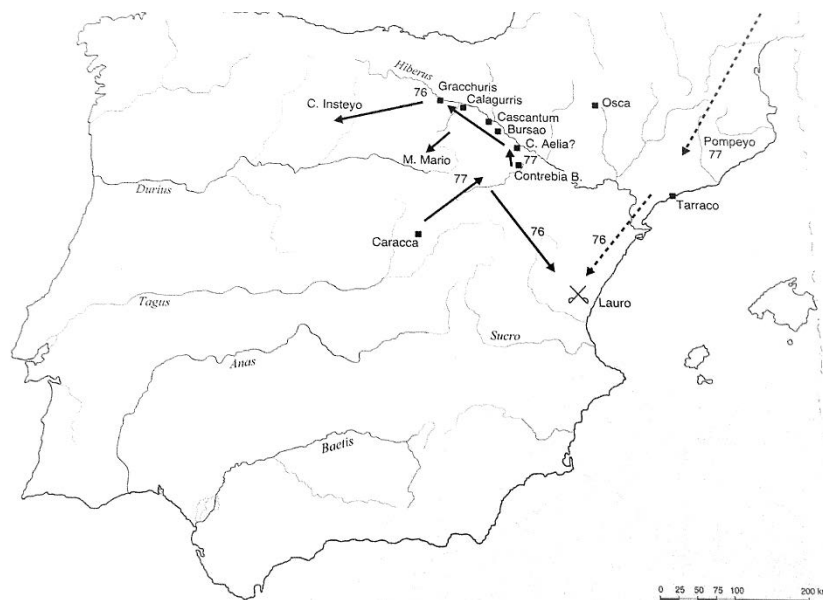 Hiberus
76
Gracchuris
C. Insteyo
Calagurris
Osca
Cascantum
Bursao
M. Mario
C. Aelia?
77
Contrebia B.
Pompeyo
77
Durius
77
Tarraco
Caracca
76
76
Tagus
Lauro
Sucro
Anas
Baetis
0 25 50 75 100 200